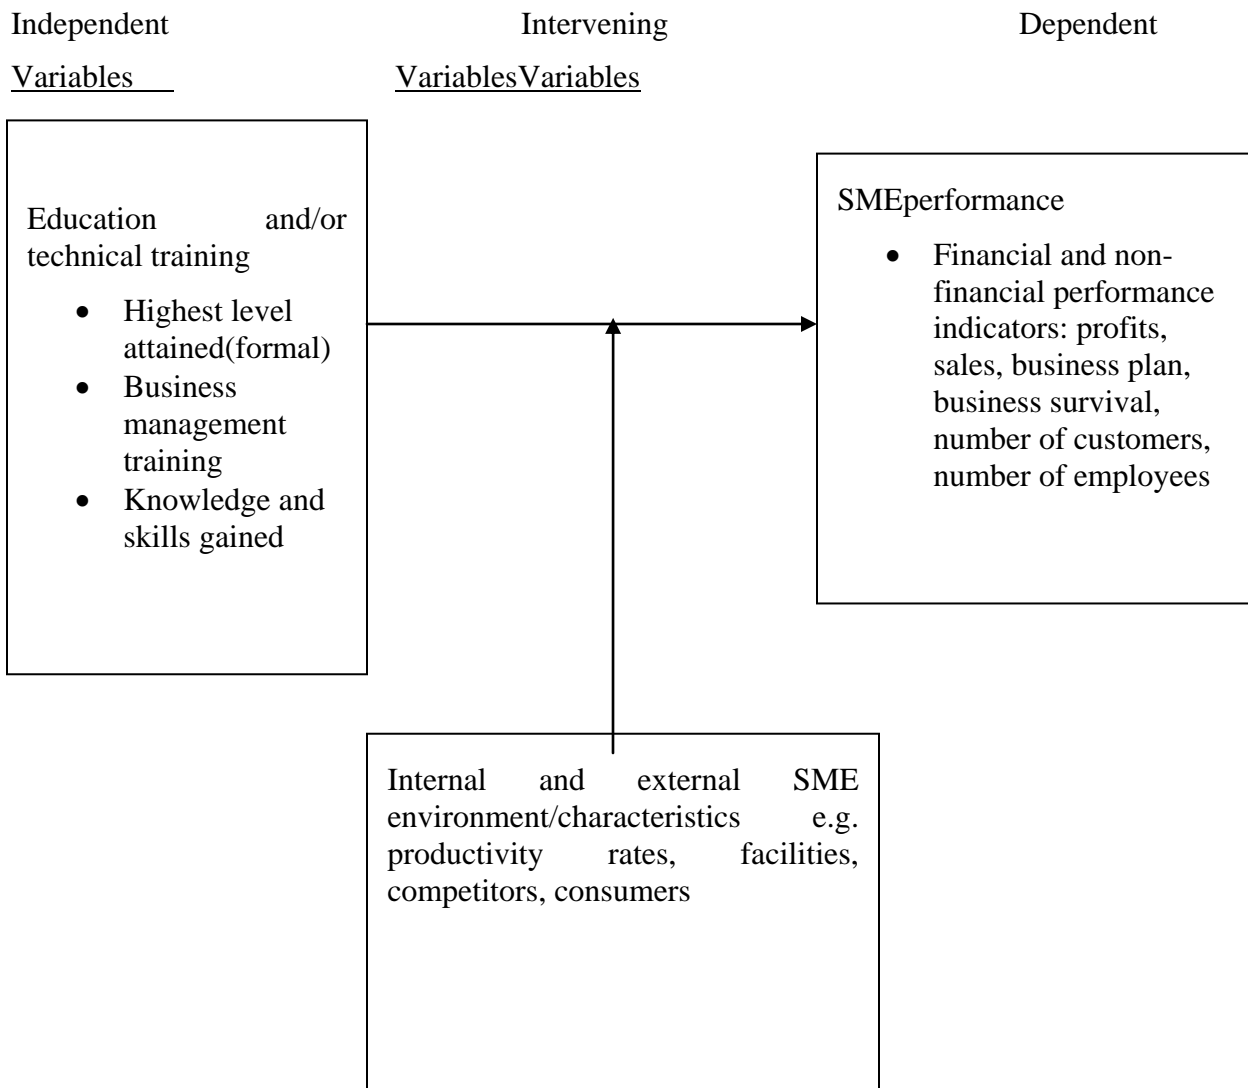 Independent Intervening Dependent
Variables VariablesVariables
Education and/or
technical training
• Highest level
attained(formal)
• Business
management
training
• Knowledge and
skills gained
SMEperformance
• Financial and non-
financial performance
indicators: profits,
sales, business plan,
business survival,
number of customers,
number of employees
Internal and external SME
environment/characteristics e.g.
productivity rates, facilities,
competitors, consumers